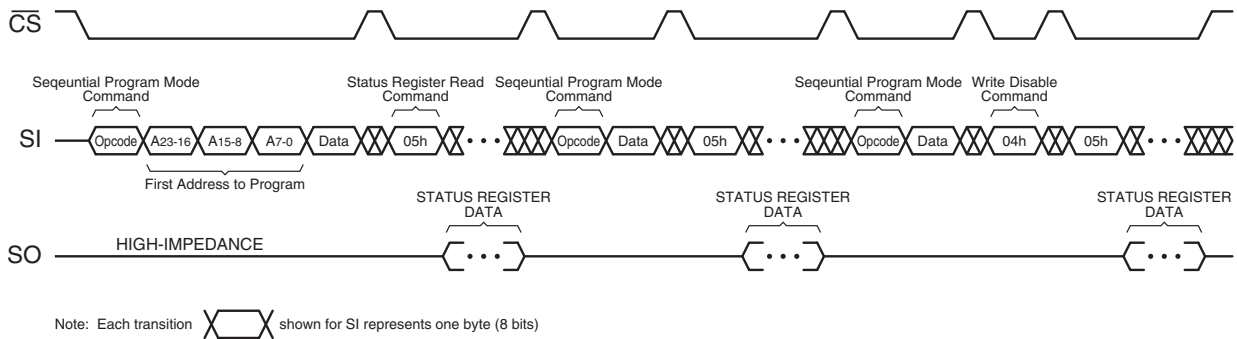 CS
Seqeuntial Program Mode
Command
Status Register Read
Command
Seqeuntial Program Mode
Command
Seqeuntial Program Mode
Command
Write Disable
Command
SI
Opcode A23-16 A15-8 A7-0 Data 05h Opcode Data 05h Opcode Data 04h 05h
First Address to Program
STATUS REGISTER
DATA
STATUS REGISTER
DATA
STATUS REGISTER
DATA
SO
HIGH-IMPEDANCE
Note: Each transition shown for SI represents one byte (8 bits)